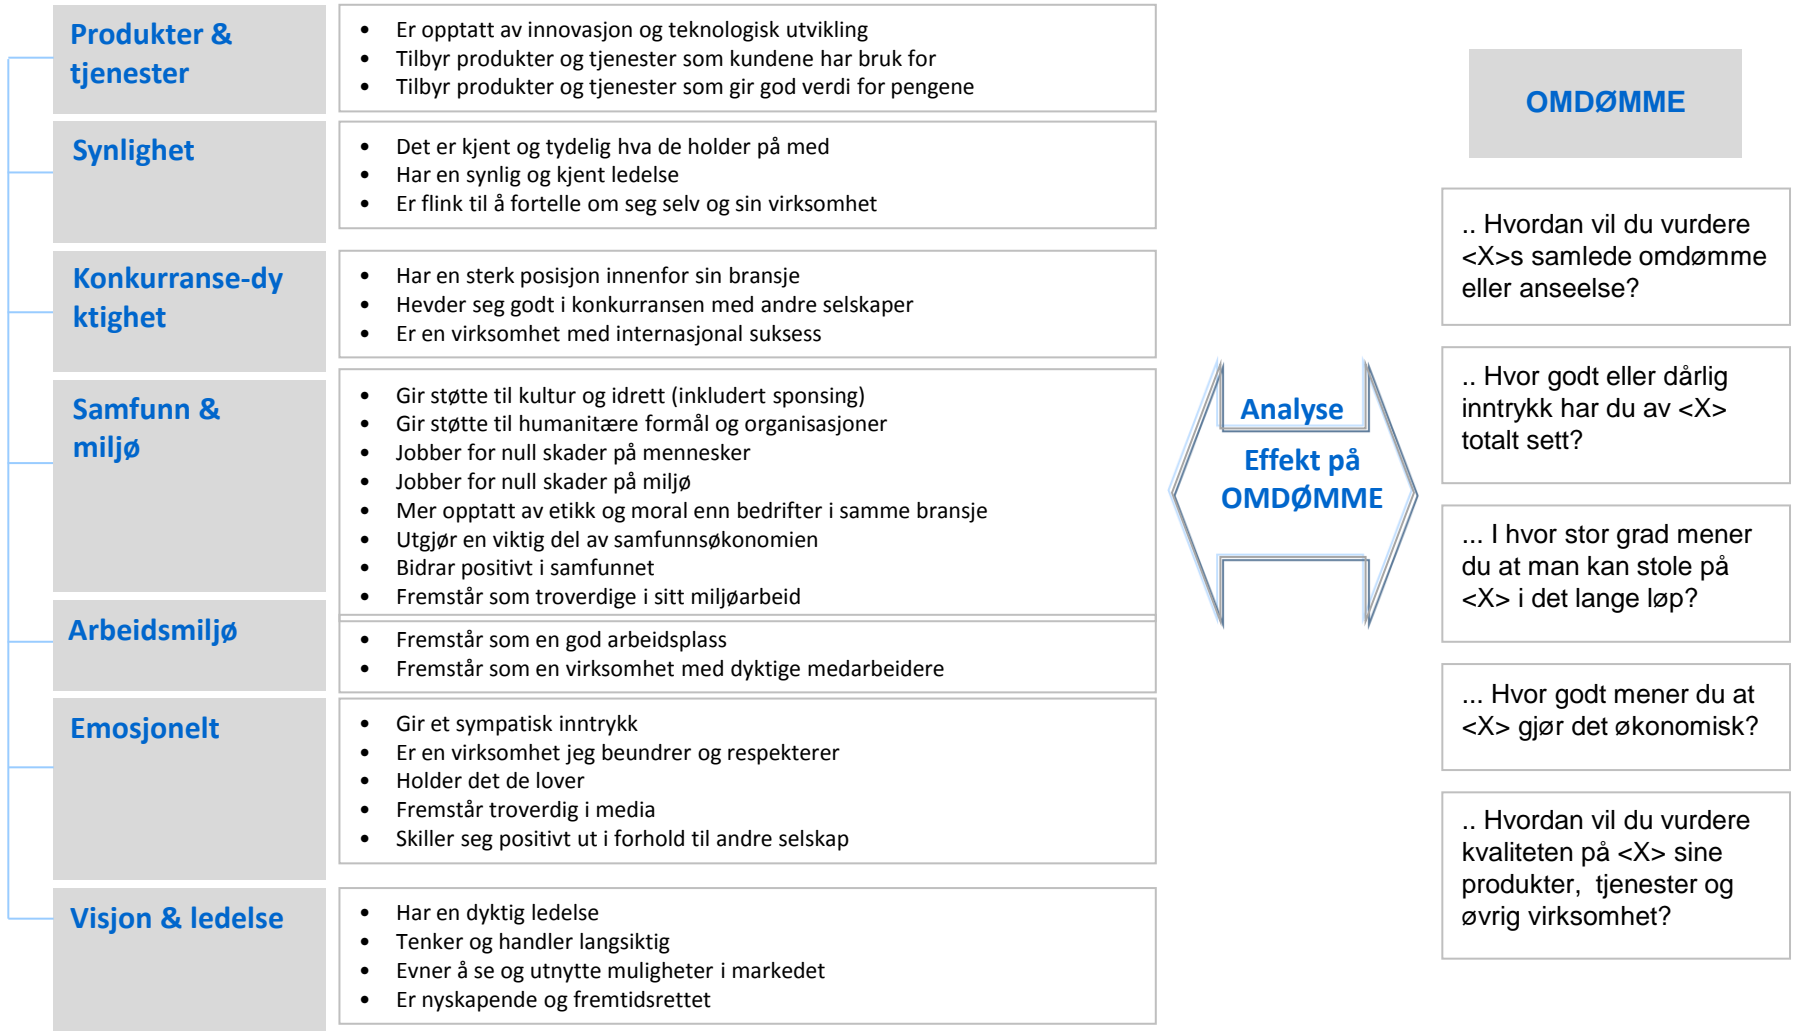 Produkter &
tjenester
• Er opptatt av innovasjon og teknologisk utvikling
• Tilbyr produkter og tjenester som kundene har bruk for
• Tilbyr produkter og tjenester som gir god verdi for pengene
Synlighet
• Det er kjent og tydelig hva de holder på med
• Har en synlig og kjent ledelse
• Er flink til å fortelle om seg selv og sin virksomhet
Konkurranse-dy
ktighet
• Har en sterk posisjon innenfor sin bransje
• Hevder seg godt i konkurransen med andre selskaper
• Er en virksomhet med internasjonal suksess
Samfunn &
miljø
• Gir støtte til kultur og idrett (inkludert sponsing)
• Gir støtte til humanitære formål og organisasjoner
• Jobber for null skader på mennesker
• Jobber for null skader på miljø
• Mer opptatt av etikk og moral enn bedrifter i samme bransje
• Utgjør en viktig del av samfunnsøkonomien
• Bidrar positivt i samfunnet
• Fremstår som troverdige i sitt miljøarbeid
Arbeidsmiljø
• Fremstår som en god arbeidsplass
• Fremstår som en virksomhet med dyktige medarbeidere
Emosjonelt
• Gir et sympatisk inntrykk
• Er en virksomhet jeg beundrer og respekterer
• Holder det de lover
• Fremstår troverdig i media
• Skiller seg positivt ut i forhold til andre selskap
Visjon & ledelse
• Har en dyktig ledelse
• Tenker og handler langsiktig
• Evner å se og utnytte muligheter i markedet
• Er nyskapende og fremtidsrettet
Analyse
Effekt på
OMDØMME
OMDØMME
.. Hvordan vil du vurdere
<X>s samlede omdømme
eller anseelse?
.. Hvor godt eller dårlig
inntrykk har du av <X>
totalt sett?
... I hvor stor grad mener
du at man kan stole på
<X> i det lange løp?
... Hvor godt mener du at
<X> gjør det økonomisk?
.. Hvordan vil du vurdere
kvaliteten på <X> sine
produkter, tjenester og
øvrig virksomhet?